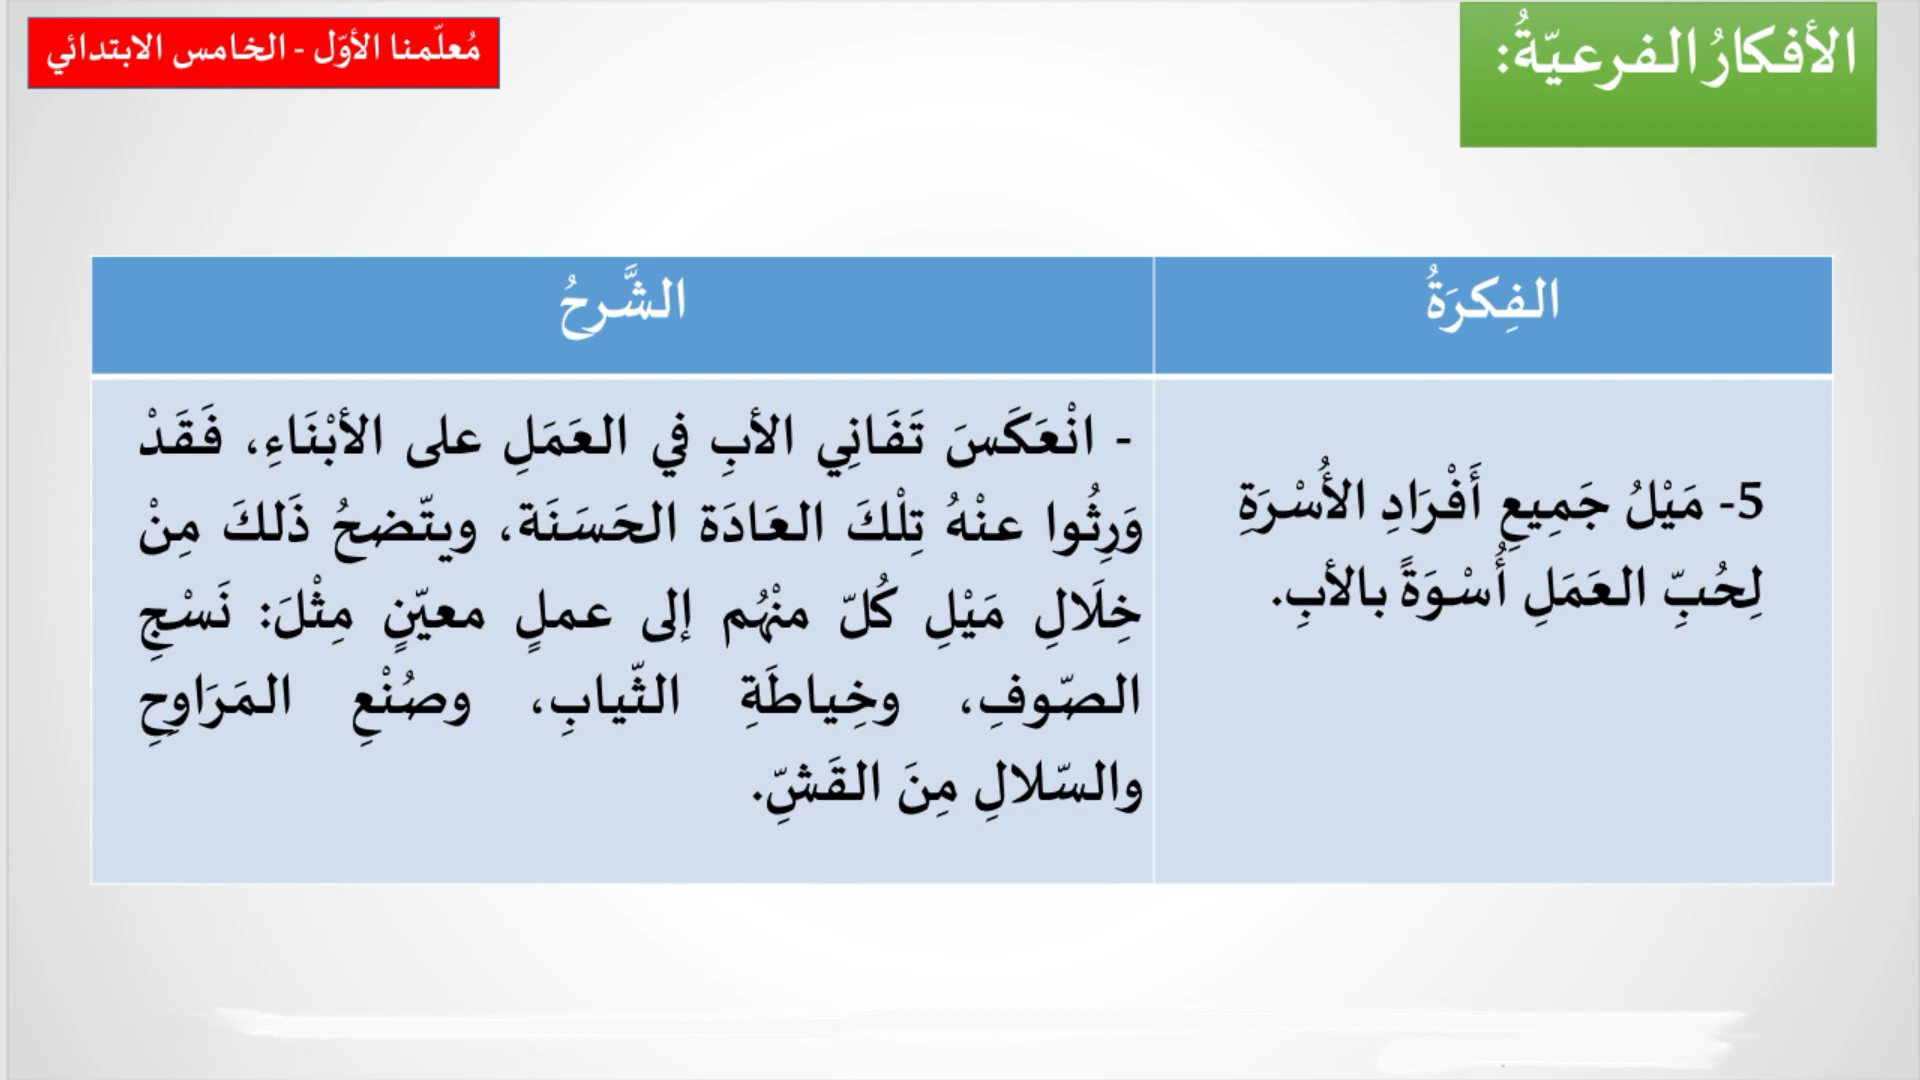 الأفكارُ الفرعيّةُ:
مُعلّمنا الأوّل - الخامس الابتدائي
الفِكرَةُ
الشَّرحُ
5- مَيْلُ جَمِيعِ أَفْرَادِ الأُسْرَةِ
لِحُبِّ العَمَلِ أُسْوَةً بالأبِ.
- انْعَكَسَ تَفَانِي الأبِ في العَمَلِ على الأبْنَاءِ، فَقَدْ
وَرِثُوا عنْهُ تِلْكَ العَادَة الحَسَنَة، ويتّضحُ ذَلكَ مِنْ
خِلَالِ مَيْلِ كُلّ منْهُم إلى عملٍ معيّنٍ مِثْلَ: نَسْجِ
الصّوفِ، وخِياطَةِ الثّيابِ، وصُنْعِ المَرَاوِحِ
والسّلالِ مِنَ القَشِّ.